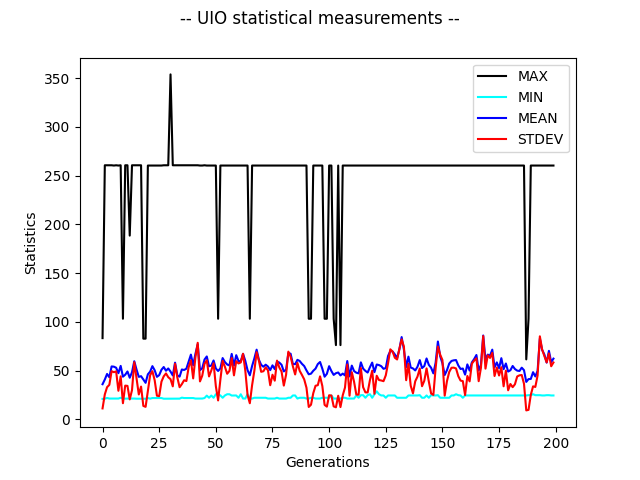 -- UIO statistical measurements --
350
300
250
200
150
100
50
0
Statistics
MAX
MIN
MEAN
STDEV
0 25 50 75 100 125 150 175 200
Generations